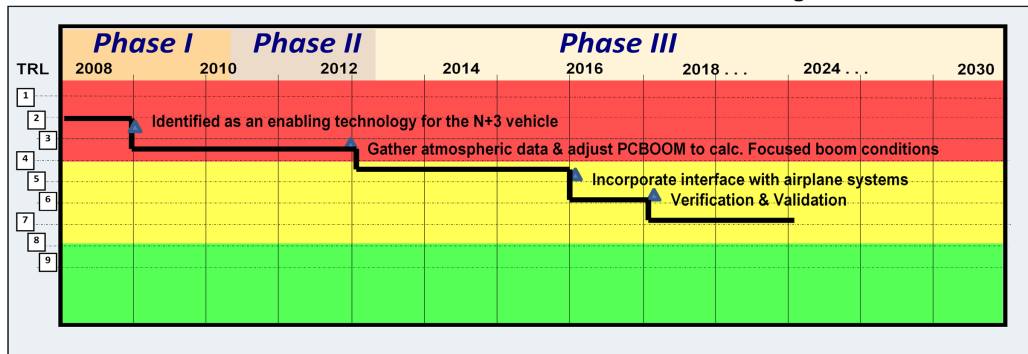 Phase I Phase II Phase III
TRL 2008 2010 2012 2014 2016 2018 . . . 2024 . . . 2030
1
2 Identified as an enabling technology for the N+3 vehicle
3 Gather atmospheric data & adjust PCBOOM to calc. Focused boom conditions
4
5 Incorporate interface with airplane systems
6 Verification & Validation
7
8
9